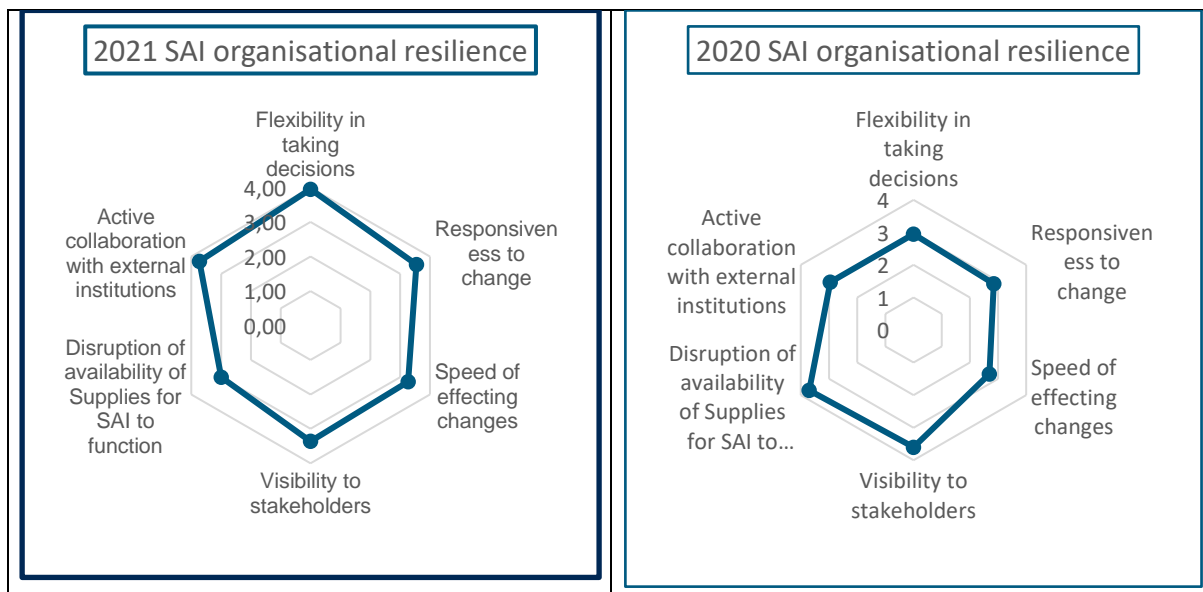 2021 SAI organisational resilience
Flexibility in
taking
decisions
4,00
3,00
2,00
1,00
0,00
Responsiven
ess to
change
Speed of
effecting
changes
Visibility to
stakeholders
Disruption of
availability of
Supplies for
SAI to
function
Active
collaboration
with external
institutions
2020 SAI organisational resilience
Flexibility in
taking
decisions
4
3
2
1
0
Responsiven
ess to
change
Speed of
effecting
changes
Visibility to
stakeholders
Disruption of
availability
of Supplies
for SAI to...
Active
collaboration
with external
institutions